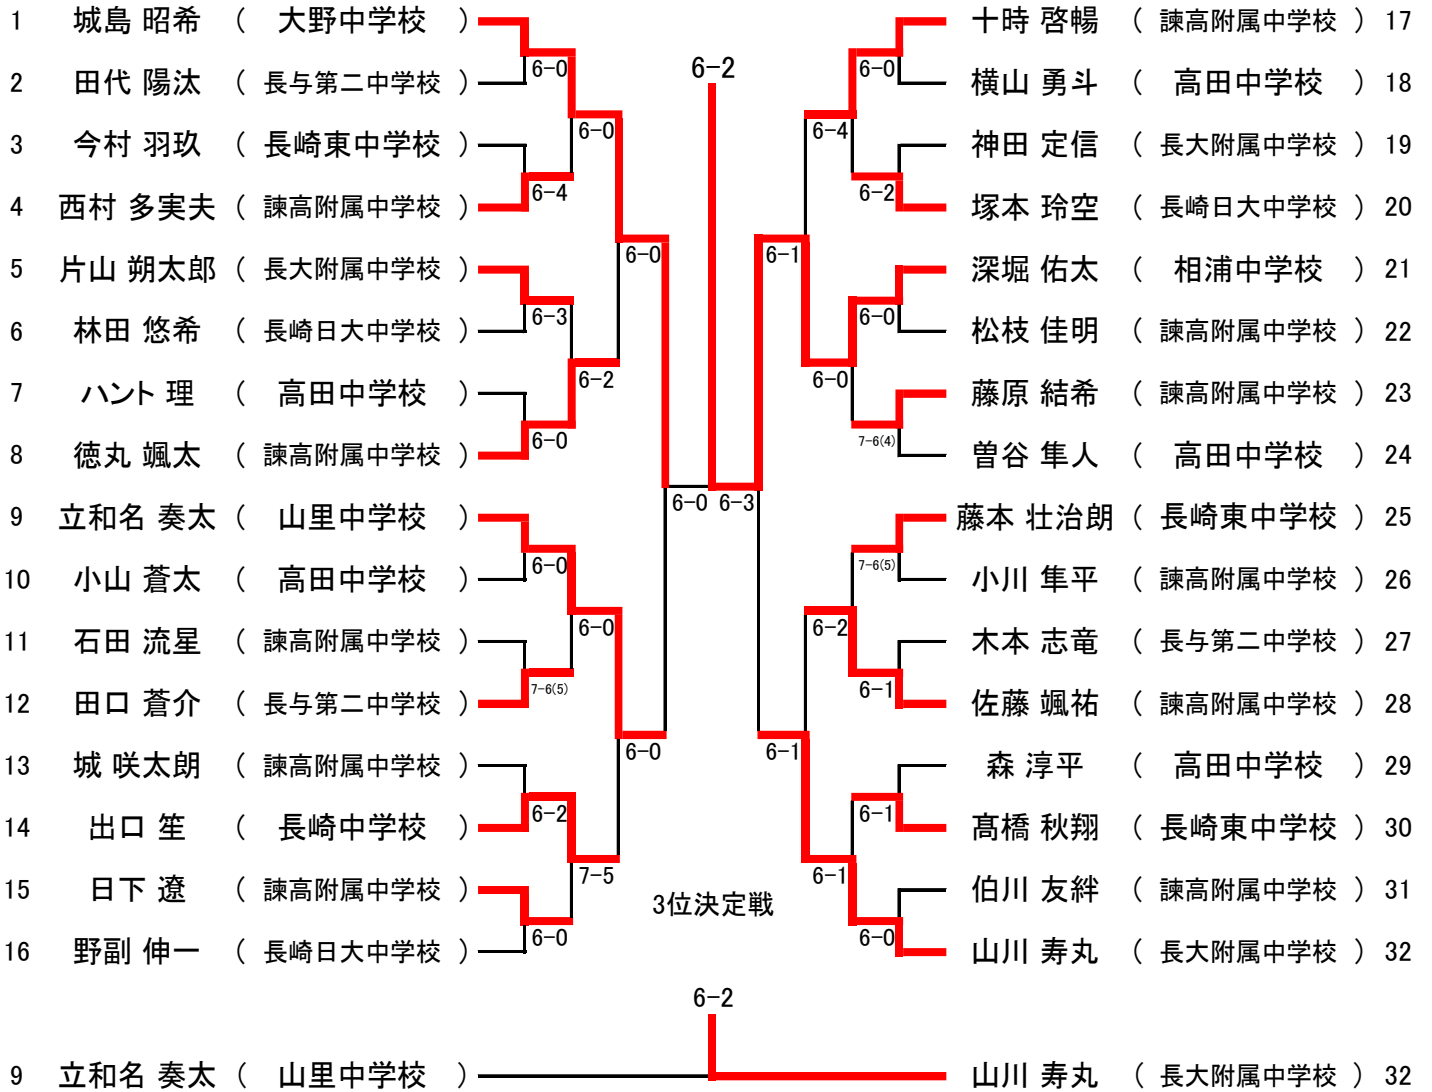 1 城島 昭希 ( 大野中学校 ) 十時 啓暢 ( 諫高附属中学校 ) 17
6-0 6-2 6-0
2 田代 陽汰 ( 長与第二中学校 ) 横山 勇斗 ( 高田中学校 ) 18
6-0 6-4
3 今村 羽玖 ( 長崎東中学校 ) 神田 定信 ( 長大附属中学校 ) 19
6-4 6-2
4 西村 多実夫 ( 諫高附属中学校 ) 塚本 玲空 ( 長崎日大中学校 ) 20
6-0 6-1
5 片山 朔太郎 ( 長大附属中学校 ) 深堀 佑太 ( 相浦中学校 ) 21
6-3 6-0
6 林田 悠希 ( 長崎日大中学校 ) 松枝 佳明 ( 諫高附属中学校 ) 22
6-2 6-0
7 ハント 理 ( 高田中学校 ) 藤原 結希 ( 諫高附属中学校 ) 23
6-0 7-6(4)
8 徳丸 颯太 ( 諫高附属中学校 ) 曽谷 隼人 ( 高田中学校 ) 24
6-0 6-3
9 立和名 奏太 ( 山里中学校 ) 藤本 壮治朗 ( 長崎東中学校 ) 25
6-0 7-6(5)
10 小山 蒼太 ( 高田中学校 ) 小川 隼平 ( 諫高附属中学校 ) 26
6-0 6-2
11 石田 流星 ( 諫高附属中学校 ) 木本 志竜 ( 長与第二中学校 ) 27
7-6(5) 6-1
12 田口 蒼介 ( 長与第二中学校 ) 佐藤 颯祐 ( 諫高附属中学校 ) 28
6-0 6-1
13 城 咲太朗 ( 諫高附属中学校 ) 森 淳平 ( 高田中学校 ) 29
6-2 6-1
14 出口 笙 ( 長崎中学校 ) 髙橋 秋翔 ( 長崎東中学校 ) 30
7-5 6-1
15 日下 遼 ( 諫高附属中学校 ) 3位決定戦 伯川 友絆 ( 諫高附属中学校 ) 31
6-0 6-0
16 野副 伸一 ( 長崎日大中学校 ) 山川 寿丸 ( 長大附属中学校 ) 32
6-2
9 立和名 奏太 ( 山里中学校 ) 山川 寿丸 ( 長大附属中学校 ) 32